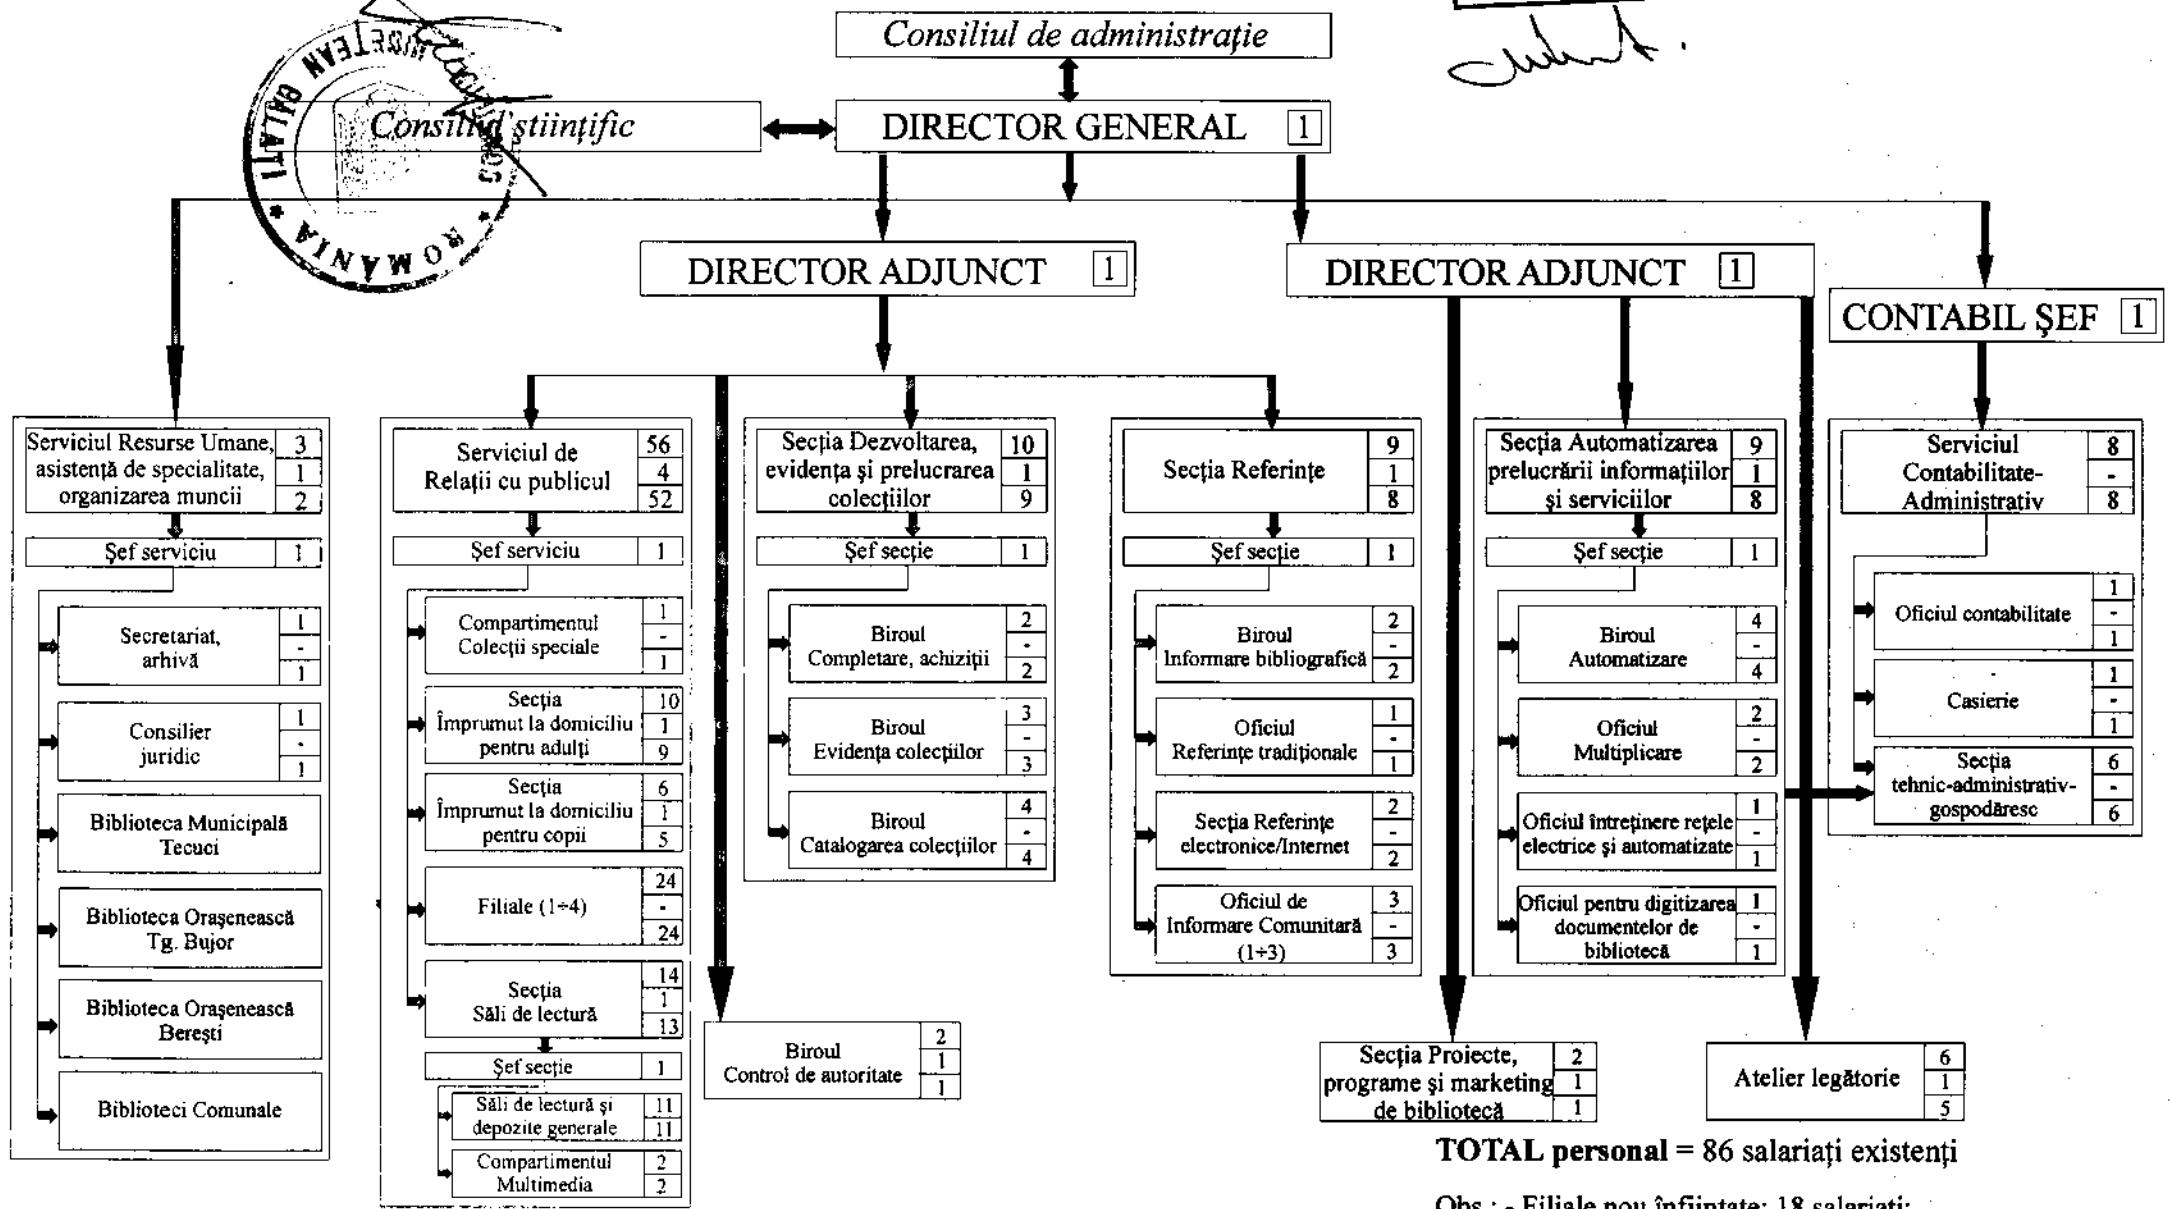 Consiliul de administrație
Consiliul științific
DIRECTOR GENERAL 1
JUDEȚEAN GALAȚI * ROMÂNIA *
DIRECTOR ADJUNCT 1
DIRECTOR ADJUNCT 1
CONTABIL ȘEF 1
Serviciul Resurse Umane, 3
asistență de specialitate, 1
organizarea muncii 2
Șef serviciu 1
Secretariat, 1
arhivă -
1
Consilier 1
juridic -
1
Biblioteca Municipală
Tecuci
Biblioteca Orașenească
Tg. Bujor
Biblioteca Orașenească
Berești
Biblioteci Comunale
Serviciul de 56
Relații cu publicul 4
52
Șef serviciu 1
Compartimentul 1
Colecții speciale -
1
Secția 10
Împrumut la domiciliu 1
pentru adulți 9
Secția 6
Împrumut la domiciliu 1
pentru copii 5
24
Filiale (1÷4) -
24
Secția 14
Săli de lectură 1
13
Șef secție 1
Săli de lectură și 11
depozite generale 11
Compartimentul 2
Multimedia 2
Biroul 2
Control de autoritate 1
1
Secția Dezvoltarea, 10
evidența și prelucrarea 1
colecțiilor 9
Șef secție 1
Biroul 2
Completare, achiziții -
2
Biroul 3
Evidența colecțiilor -
3
Biroul 4
Catalogarea colecțiilor -
4
9
Secția Referințe 1
8
Șef secție 1
Biroul 2
Informare bibliografică -
2
Oficiul 1
Referințe tradiționale -
1
Secția Referințe 2
electronice/Internet -
2
Oficiul de 3
Informare Comunitară -
(1÷3) 3
Secția Automatizarea 9
prelucrării informațiilor 1
și serviciilor 8
Șef secție 1
Biroul 4
Automatizare -
4
Oficiul 2
Multiplicare -
2
Oficiul întreținere rețele 1
electrice și automatizate -
1
Oficiul pentru digitizarea 1
documentelor de -
bibliotecă 1
Secția Proiecte, 2
programe și marketing 1
de bibliotecă 1
Atelier legătorie 6
1
5
Serviciul 8
Contabilitate- -
Administrativ 8
Oficiul contabilitate 1
-
1
Casierie 1
-
1
Secția 6
tehnic-administrativ- -
gospodăresc 6
TOTAL personal = 86 salariați existenți
Obs.: - Filiale nou înființate: 18 salariați;